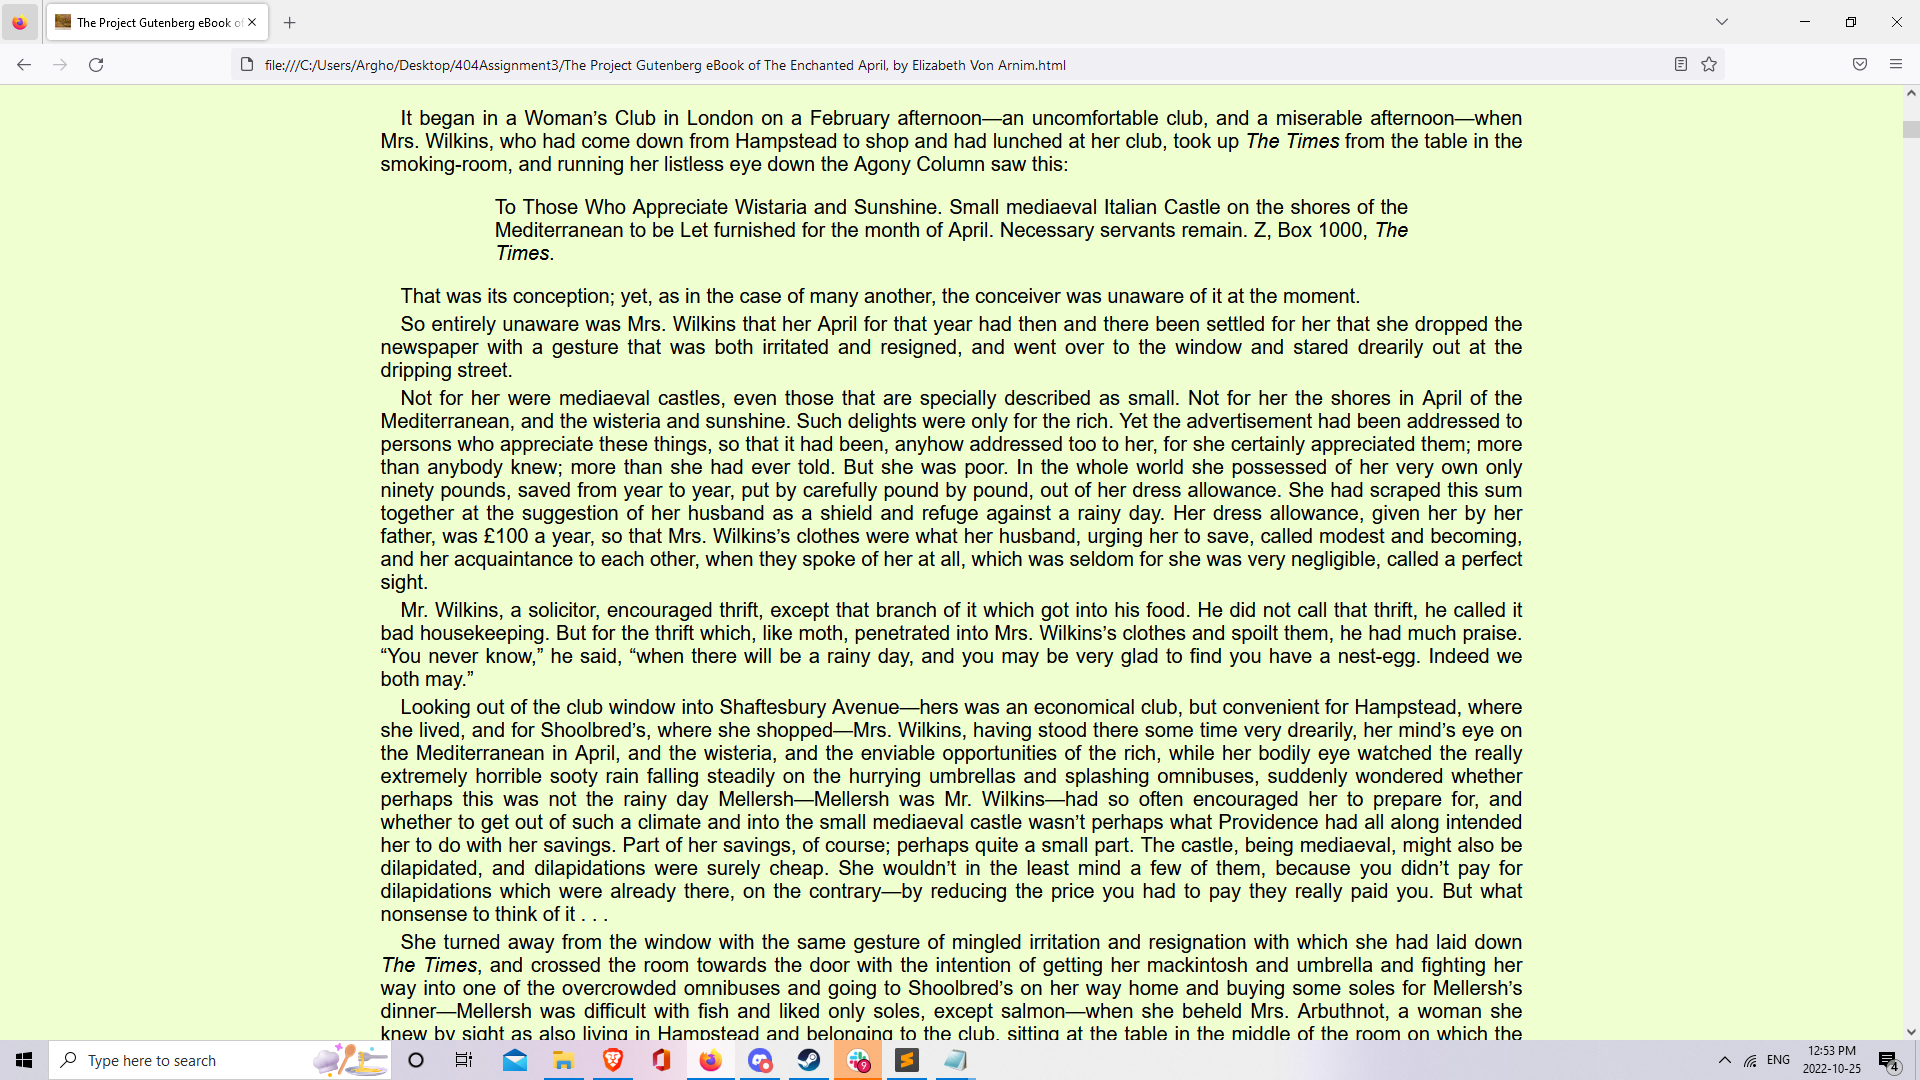 The Project Gutenberg eBook of
file:///C:/Users/Argho/Desktop/404Assignment3/The Project Gutenberg eBook of The Enchanted April, by Elizabeth Von Arnim.html
It began in a Woman’s Club in London on a February afternoon—an uncomfortable club, and a miserable afternoon—when
Mrs. Wilkins, who had come down from Hampstead to shop and had lunched at her club, took up The Times from the table in the
smoking-room, and running her listless eye down the Agony Column saw this:
To Those Who Appreciate Wistaria and Sunshine. Small mediaeval Italian Castle on the shores of the
Mediterranean to be Let furnished for the month of April. Necessary servants remain. Z, Box 1000, The
Times.
That was its conception; yet, as in the case of many another, the conceiver was unaware of it at the moment.
So entirely unaware was Mrs. Wilkins that her April for that year had then and there been settled for her that she dropped the
newspaper with a gesture that was both irritated and resigned, and went over to the window and stared drearily out at the
dripping street.
Not for her were mediaeval castles, even those that are specially described as small. Not for her the shores in April of the
Mediterranean, and the wisteria and sunshine. Such delights were only for the rich. Yet the advertisement had been addressed to
persons who appreciate these things, so that it had been, anyhow addressed too to her, for she certainly appreciated them; more
than anybody knew; more than she had ever told. But she was poor. In the whole world she possessed of her very own only
ninety pounds, saved from year to year, put by carefully pound by pound, out of her dress allowance. She had scraped this sum
together at the suggestion of her husband as a shield and refuge against a rainy day. Her dress allowance, given her by her
father, was £100 a year, so that Mrs. Wilkins’s clothes were what her husband, urging her to save, called modest and becoming,
and her acquaintance to each other, when they spoke of her at all, which was seldom for she was very negligible, called a perfect
sight.
Mr. Wilkins, a solicitor, encouraged thrift, except that branch of it which got into his food. He did not call that thrift, he called it
bad housekeeping. But for the thrift which, like moth, penetrated into Mrs. Wilkins’s clothes and spoilt them, he had much praise.
“You never know,” he said, “when there will be a rainy day, and you may be very glad to find you have a nest-egg. Indeed we
both may.”
Looking out of the club window into Shaftesbury Avenue—hers was an economical club, but convenient for Hampstead, where
she lived, and for Shoolbred’s, where she shopped—Mrs. Wilkins, having stood there some time very drearily, her mind’s eye on
the Mediterranean in April, and the wisteria, and the enviable opportunities of the rich, while her bodily eye watched the really
extremely horrible sooty rain falling steadily on the hurrying umbrellas and splashing omnibuses, suddenly wondered whether
perhaps this was not the rainy day Mellersh—Mellersh was Mr. Wilkins—had so often encouraged her to prepare for, and
whether to get out of such a climate and into the small mediaeval castle wasn’t perhaps what Providence had all along intended
her to do with her savings. Part of her savings, of course; perhaps quite a small part. The castle, being mediaeval, might also be
dilapidated, and dilapidations were surely cheap. She wouldn’t in the least mind a few of them, because you didn’t pay for
dilapidations which were already there, on the contrary—by reducing the price you had to pay they really paid you. But what
nonsense to think of it . . .
She turned away from the window with the same gesture of mingled irritation and resignation with which she had laid down
The Times, and crossed the room towards the door with the intention of getting her mackintosh and umbrella and fighting her
way into one of the overcrowded omnibuses and going to Shoolbred’s on her way home and buying some soles for Mellersh’s
dinner—Mellersh was difficult with fish and liked only soles, except salmon—when she beheld Mrs. Arbuthnot, a woman she
knew by sight as also living in Hampstead and belonging to the club, sitting at the table in the middle of the room on which the
Type here to search
9
ENG
12:53 PM
2022-10-25
4